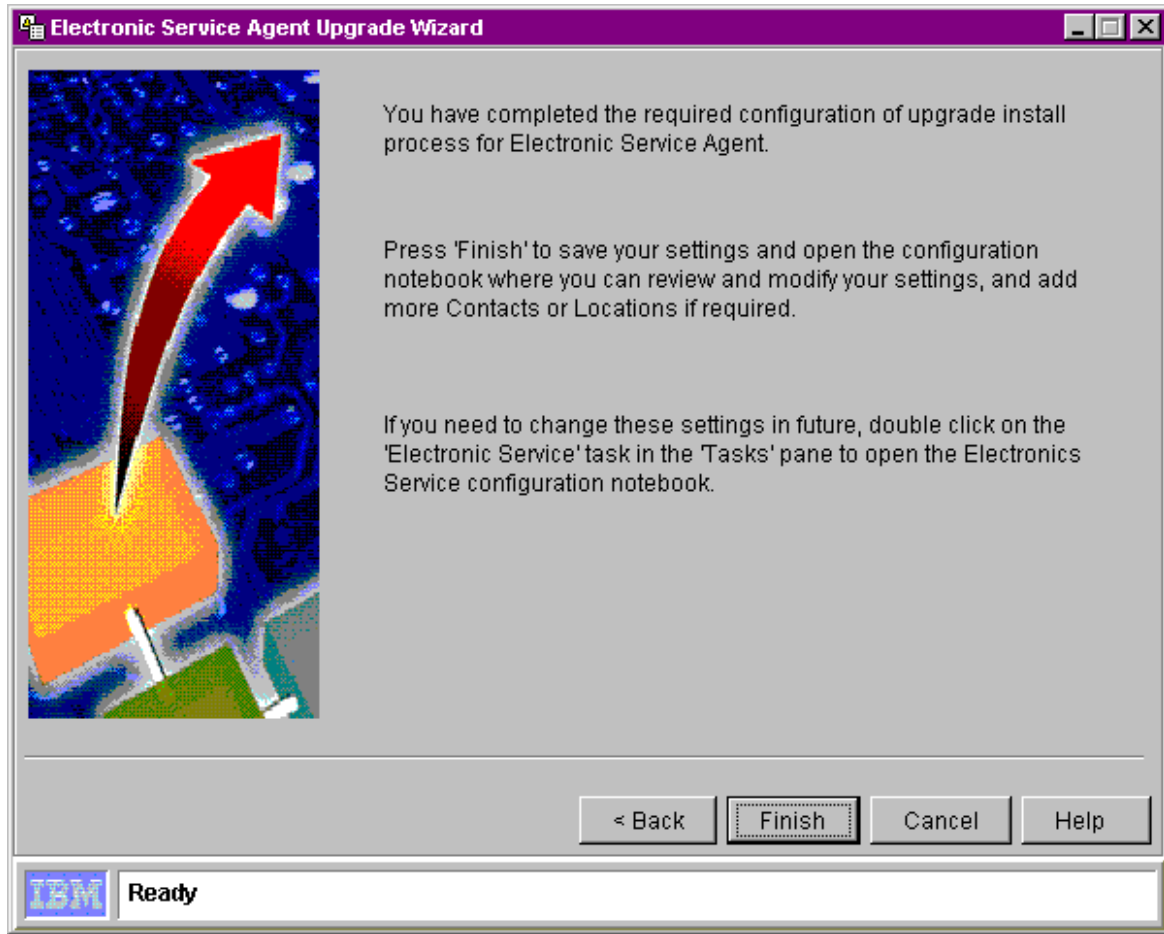 Electronic Service Agent Upgrade Wizard
You have completed the required configuration of upgrade install
process for Electronic Service Agent.
Press 'Finish' to save your settings and open the configuration
notebook where you can review and modify your settings, and add
more Contacts or Locations if required.
If you need to change these settings in future, double click on the
'Electronic Service' task in the 'Tasks' pane to open the Electronics
Service configuration notebook.
< Back
Finish
Cancel
Help
IBM
Ready